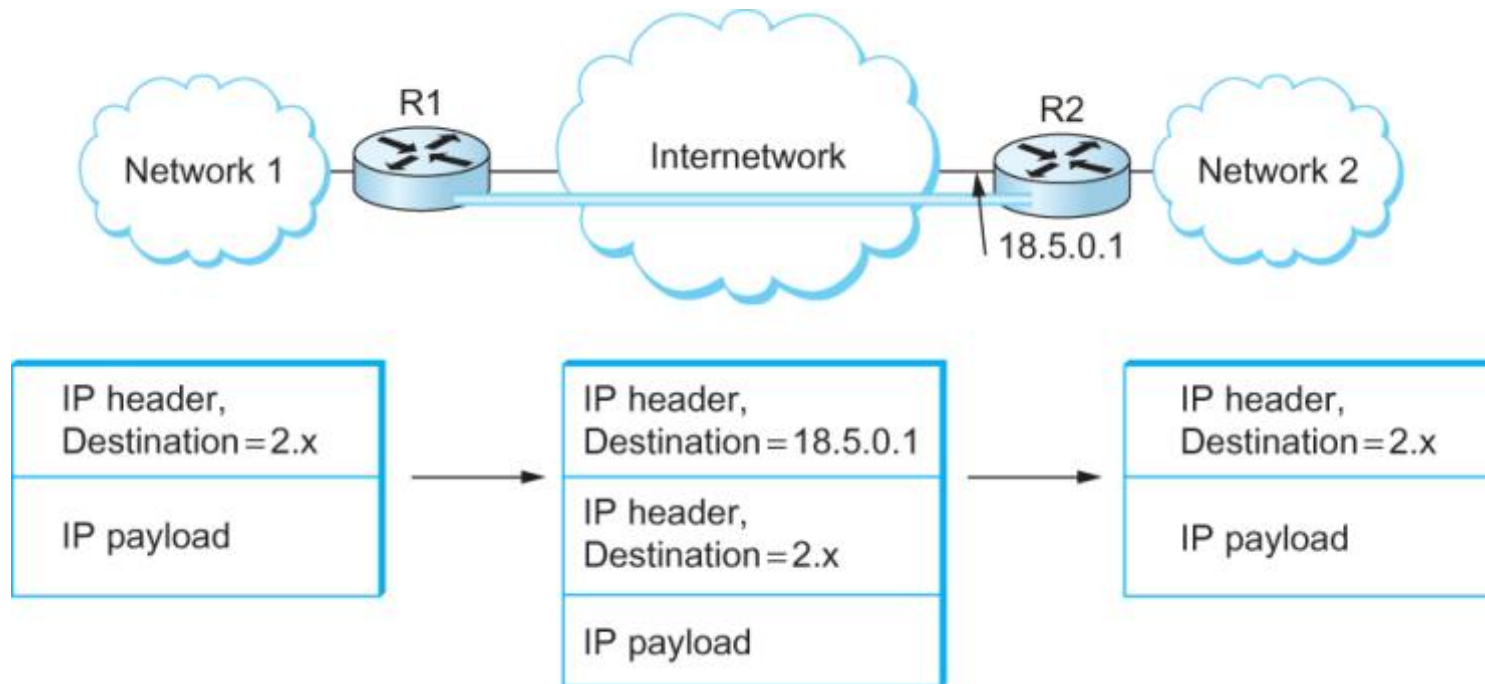 R1
R2
Network 1
Internetwork
Network 2
18.5.0.1
IP header,
Destination=2.x
IP payload
IP header,
Destination=18.5.0.1
IP header,
Destination=2.x
IP payload
IP header,
Destination=2.x
IP payload